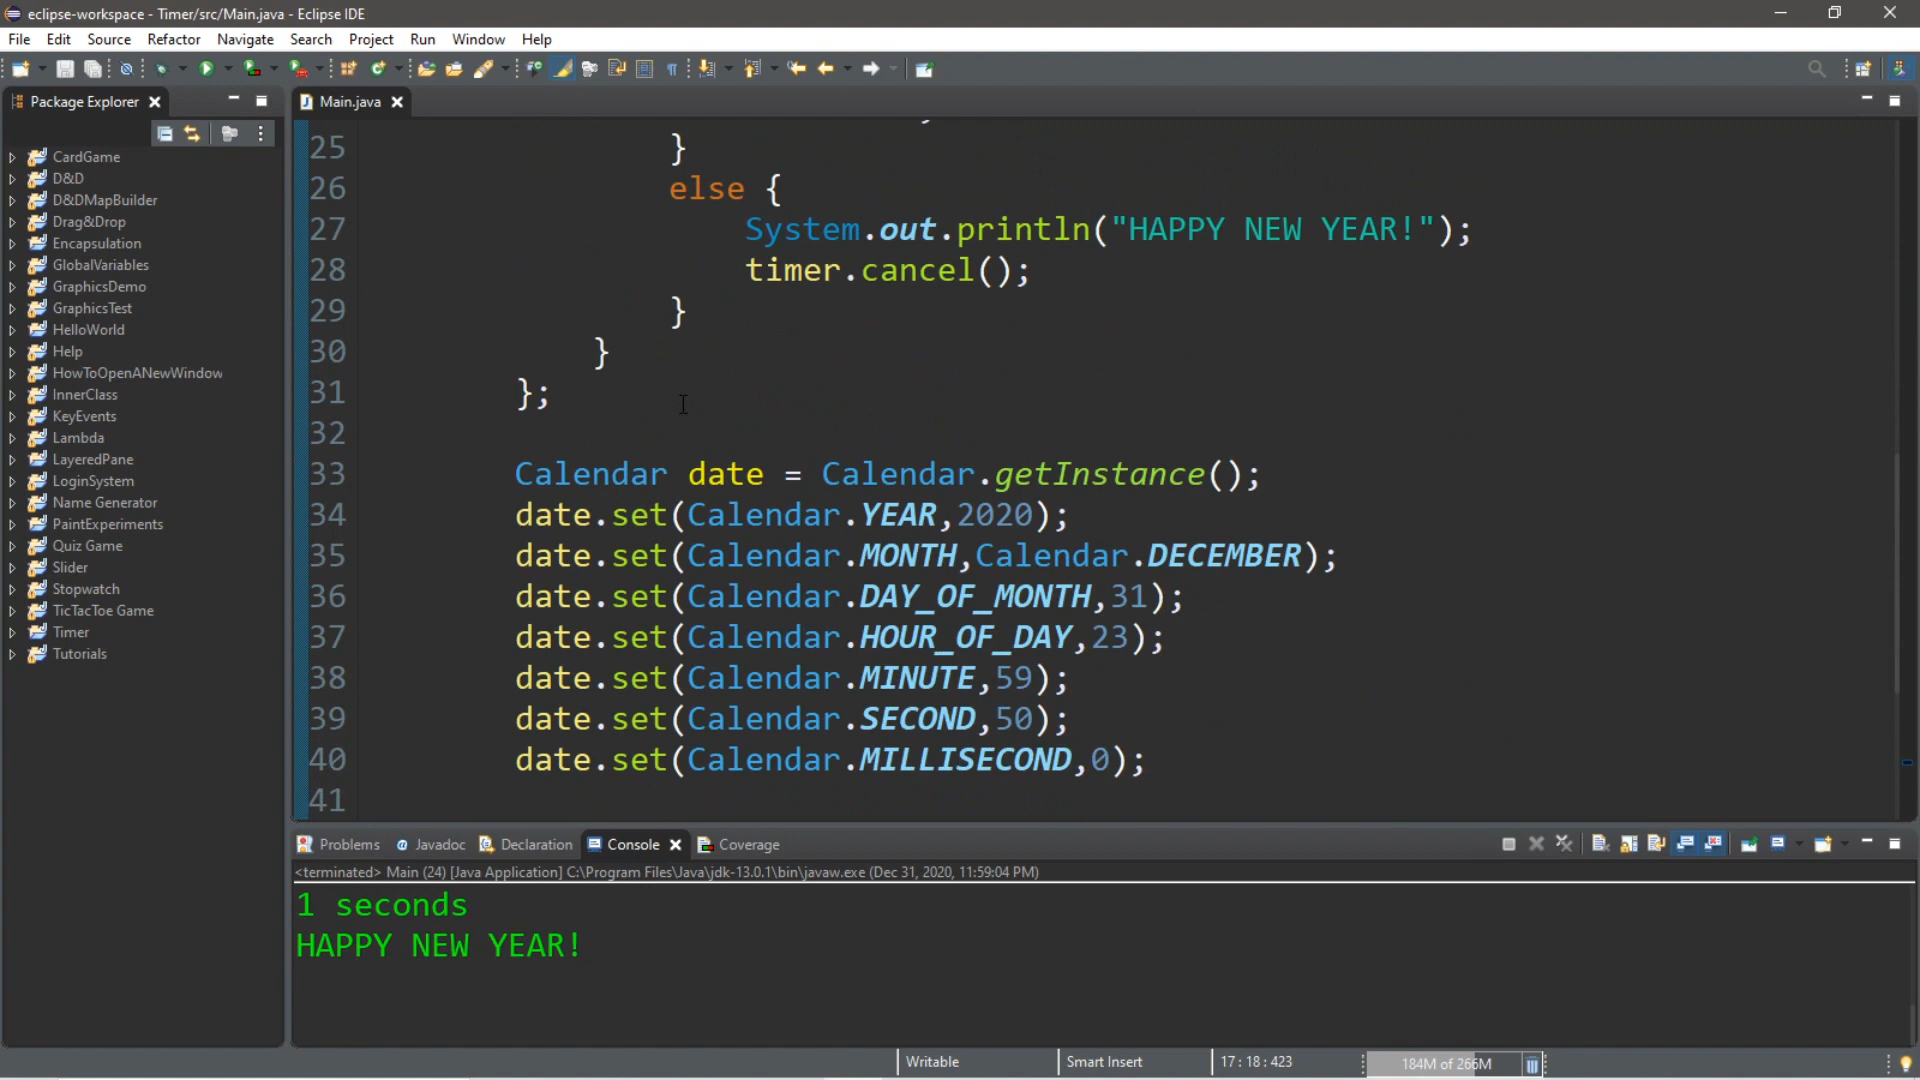 eclipse-workspace - Timer/src/Main.java - Eclipse IDE
File Edit Source Refactor Navigate Search Project Run Window Help
Package Explorer
CardGame
D&D
D&DMapBuilder
Drag&Drop
Encapsulation
GlobalVariables
GraphicsDemo
GraphicsTest
HelloWorld
Help
HowToOpenANewWindow
InnerClass
KeyEvents
Lambda
LayeredPane
LoginSystem
Name Generator
PaintExperiments
Quiz Game
Slider
Stopwatch
TicTacToe Game
Timer
Tutorials
Main.java
25 }
26 else {
27 System.out.println("HAPPY NEW YEAR!");
28 timer.cancel();
29 }
30 }
31 };
32
33 Calendar date = Calendar.getInstance();
34 date.set(Calendar.YEAR,2020);
35 date.set(Calendar.MONTH,Calendar.DECEMBER);
36 date.set(Calendar.DAY_OF_MONTH,31);
37 date.set(Calendar.HOUR_OF_DAY,23);
38 date.set(Calendar.MINUTE,59);
39 date.set(Calendar.SECOND,50);
40 date.set(Calendar.MILLISECOND,0);
41
Problems Javadoc Declaration Console Coverage
<terminated> Main (24) [Java Application] C:\Program Files\Java\jdk-13.0.1\bin\javaw.exe (Dec 31, 2020, 11:59:04 PM)
1 seconds
HAPPY NEW YEAR!
Writable Smart Insert 17 : 18 : 423 184M of 266M